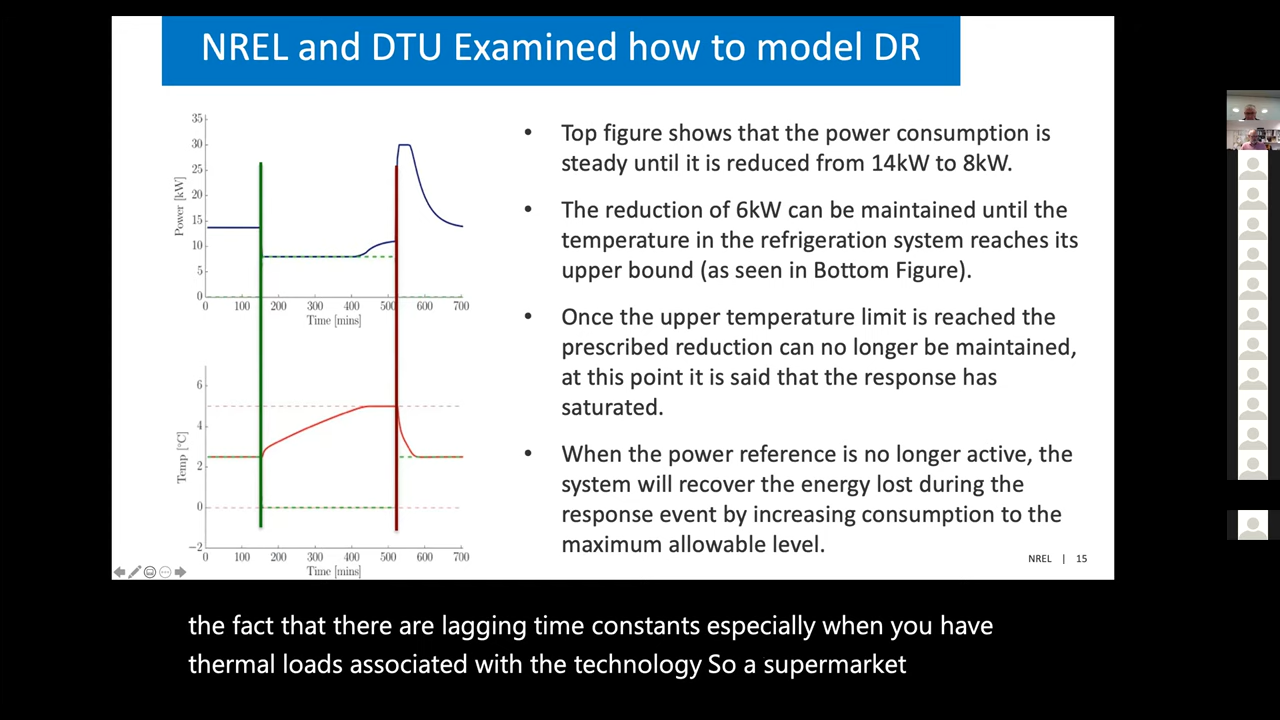 NREL and DTU Examined how to model DR
35
30
25
20
15
10
5
0
Power [kW]
0 100 200 300 400 500 600 700
Time [mins]
6
4
2
0
−2
Temp [°C]
0 100 200 300 400 500 600 700
Time [mins]
• Top figure shows that the power consumption is
steady until it is reduced from 14kW to 8kW.
• The reduction of 6kW can be maintained until the
temperature in the refrigeration system reaches its
upper bound (as seen in Bottom Figure).
• Once the upper temperature limit is reached the
prescribed reduction can no longer be maintained,
at this point it is said that the response has
saturated.
• When the power reference is no longer active, the
system will recover the energy lost during the
response event by increasing consumption to the
maximum allowable level.
NREL | 15
the fact that there are lagging time constants especially when you have
thermal loads associated with the technology So a supermarket